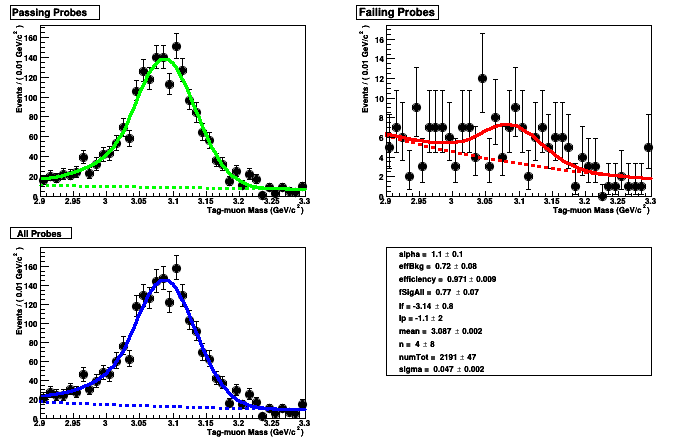 Passing Probes
Events / ( 0.01 GeV/c² )
160
140
120
100
80
60
40
20
0
2.9 2.95 3 3.05 3.1 3.15 3.2 3.25 3.3
Tag-muon Mass (GeV/c²)
Failing Probes
Events / ( 0.01 GeV/c² )
16
14
12
10
8
6
4
2
0
2.9 2.95 3 3.05 3.1 3.15 3.2 3.25 3.3
Tag-muon Mass (GeV/c²)
All Probes
Events / ( 0.01 GeV/c² )
160
140
120
100
80
60
40
20
0
2.9 2.95 3 3.05 3.1 3.15 3.2 3.25 3.3
Tag-muon Mass (GeV/c²)
alpha = 1.1 ± 0.1
effBkg = 0.72 ± 0.08
efficiency = 0.971 ± 0.009
fSigAll = 0.77 ± 0.07
lf = -3.14 ± 0.8
lp = -1.1 ± 2
mean = 3.087 ± 0.002
n = 4 ± 8
numTot = 2191 ± 47
sigma = 0.047 ± 0.002